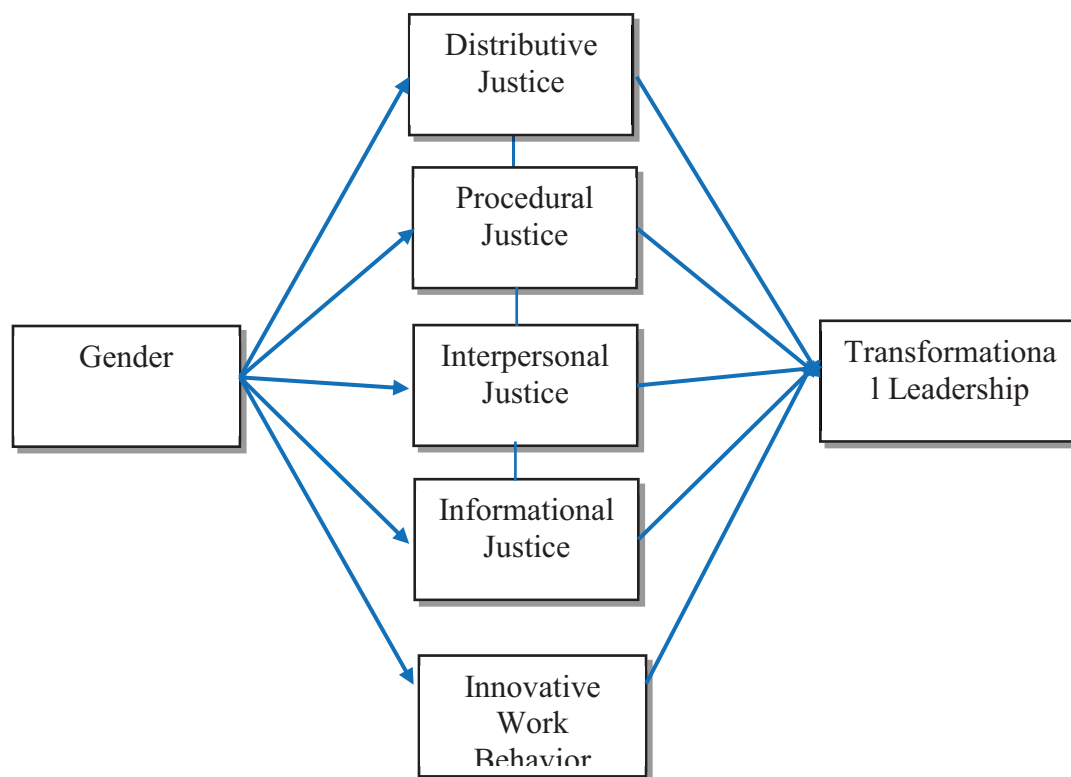 Distributive
Justice
Procedural
Justice
Gender
Interpersonal
Justice
Transformationa
l Leadership
Informational
Justice
Innovative
Work
Behavior